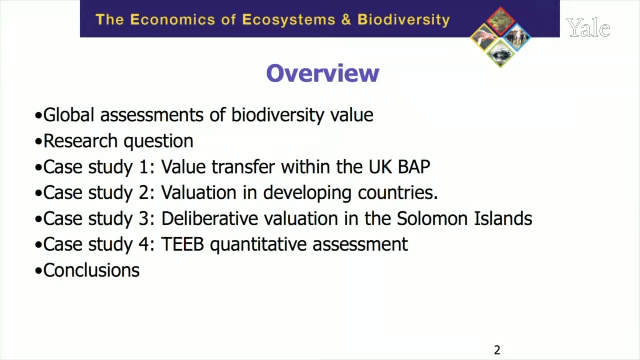 The Economics of Ecosystems & Biodiversity
Yale
Overview
•Global assessments of biodiversity value
•Research question
•Case study 1: Value transfer within the UK BAP
•Case study 2: Valuation in developing countries.
•Case study 3: Deliberative valuation in the Solomon Islands
•Case study 4: TEEB quantitative assessment
•Conclusions
2